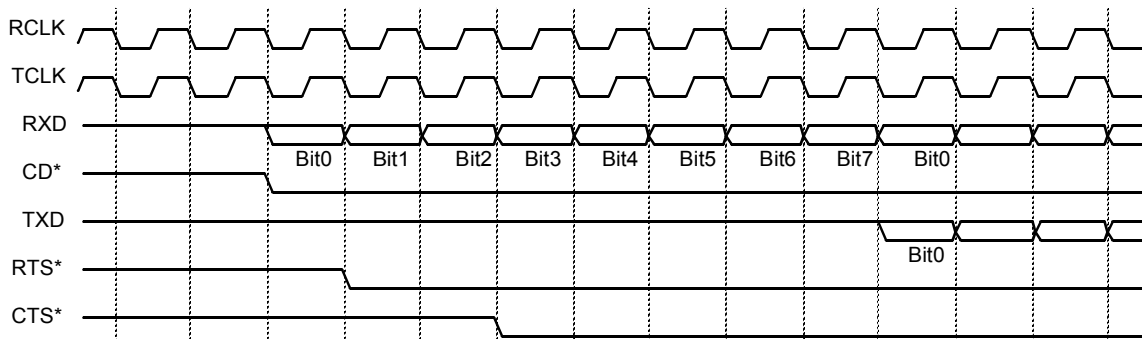 RCLK
TCLK
RXD
Bit0 Bit1 Bit2 Bit3 Bit4 Bit5 Bit6 Bit7 Bit0
CD*
TXD
Bit0
RTS*
CTS*